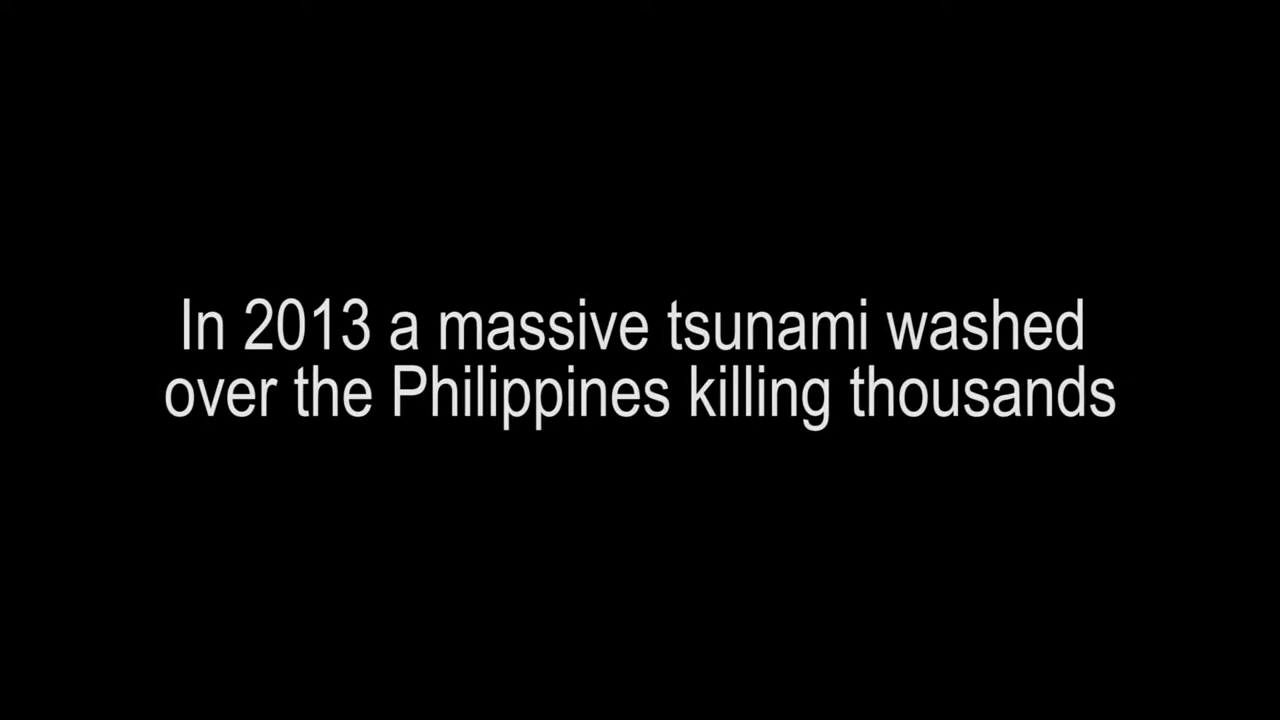 In 2013 a massive tsunami washed
over the Philippines killing thousands